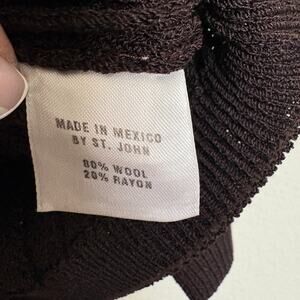 MADE IN MEXICO
BY ST. JOHN
80% WOOL
20% RAYON